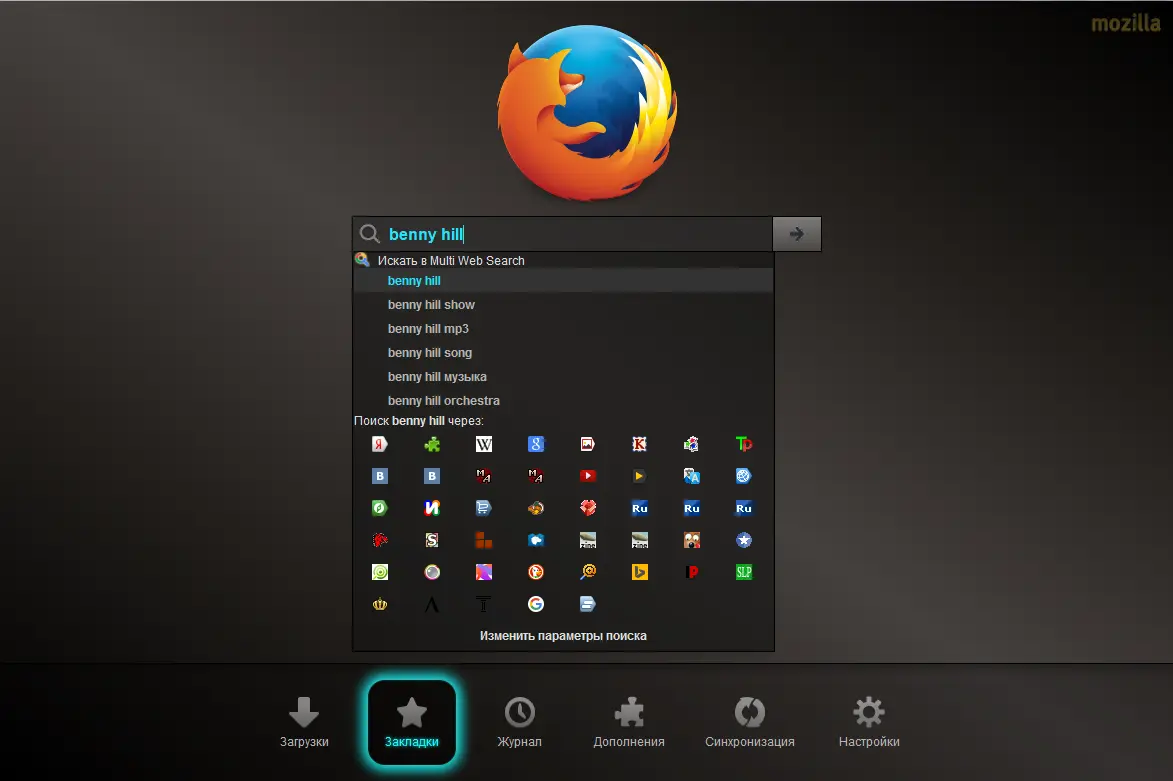 mozilla
benny hill
Искать в Multi Web Search
benny hill
benny hill show
benny hill mp3
benny hill song
benny hill музыка
benny hill orchestra
Поиск benny hill через:
Изменить параметры поиска
Загрузки
Закладки
Журнал
Дополнения
Синхронизация
Настройки